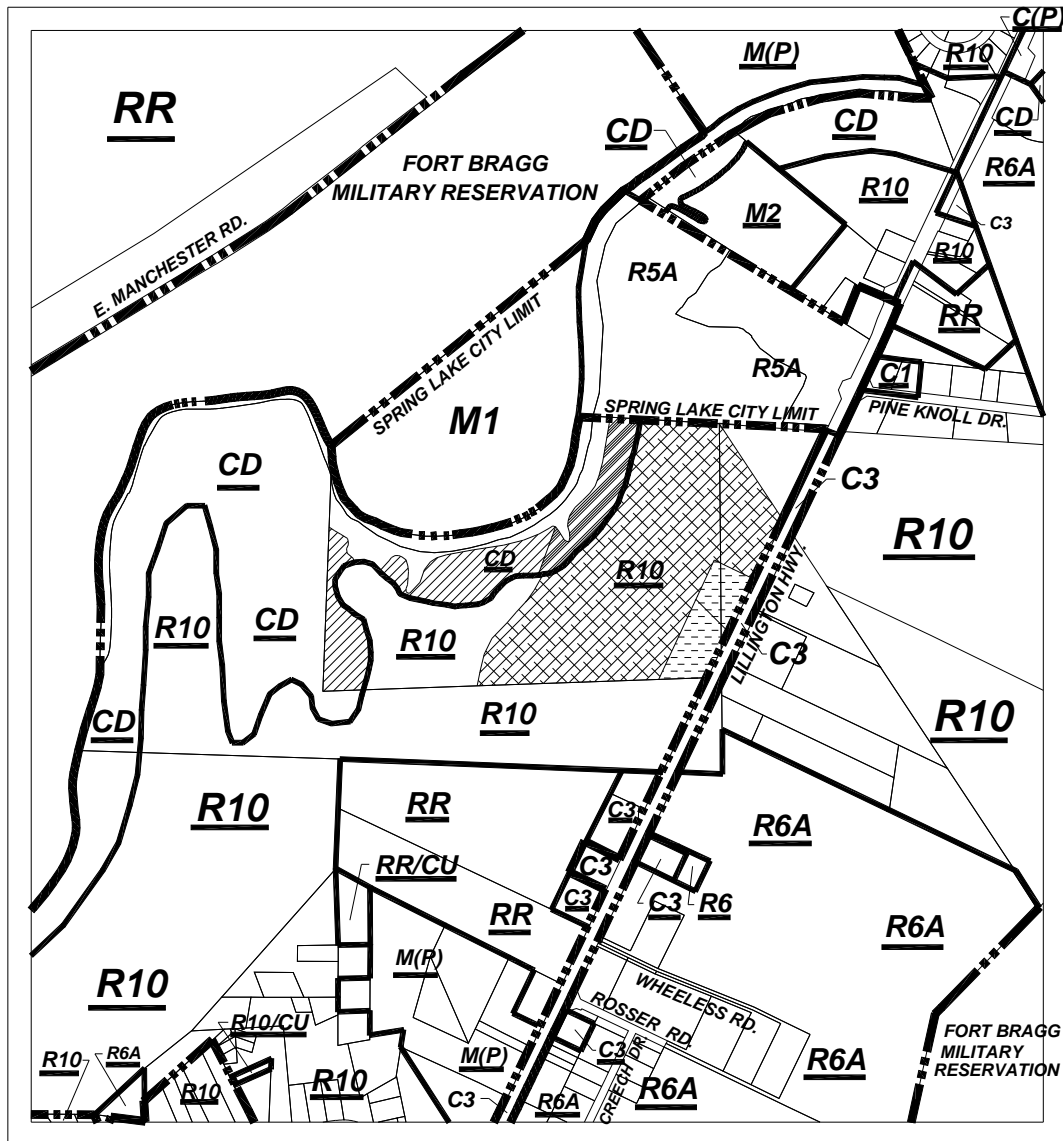 C(P)
M(P)
R10
RR
CD
CD
CD
FORT BRAGG
MILITARY RESERVATION
R6A
R10
M2
C3
R10
E. MANCHESTER RD.
R5A
RR
SPRING LAKE CITY LIMIT
R5A
C1
SPRING LAKE CITY LIMIT
PINE KNOLL DR.
M1
CD
C3
R10
CD
R10
LILLINGTON HWY.
CD
R10
R10
C3
CD
R10
R10
R10
RR
C3
R6A
RR/CU
C3
C3
RR
C3
R6
R6A
M(P)
R10
WHEELESS RD.
ROSSER RD.
R10/CU
FORT BRAGG
MILITARY
RESERVATION
C3
R10
R6A
M(P)
CREECH DR.
R6A
R10
R10
R6A
C3
R6A